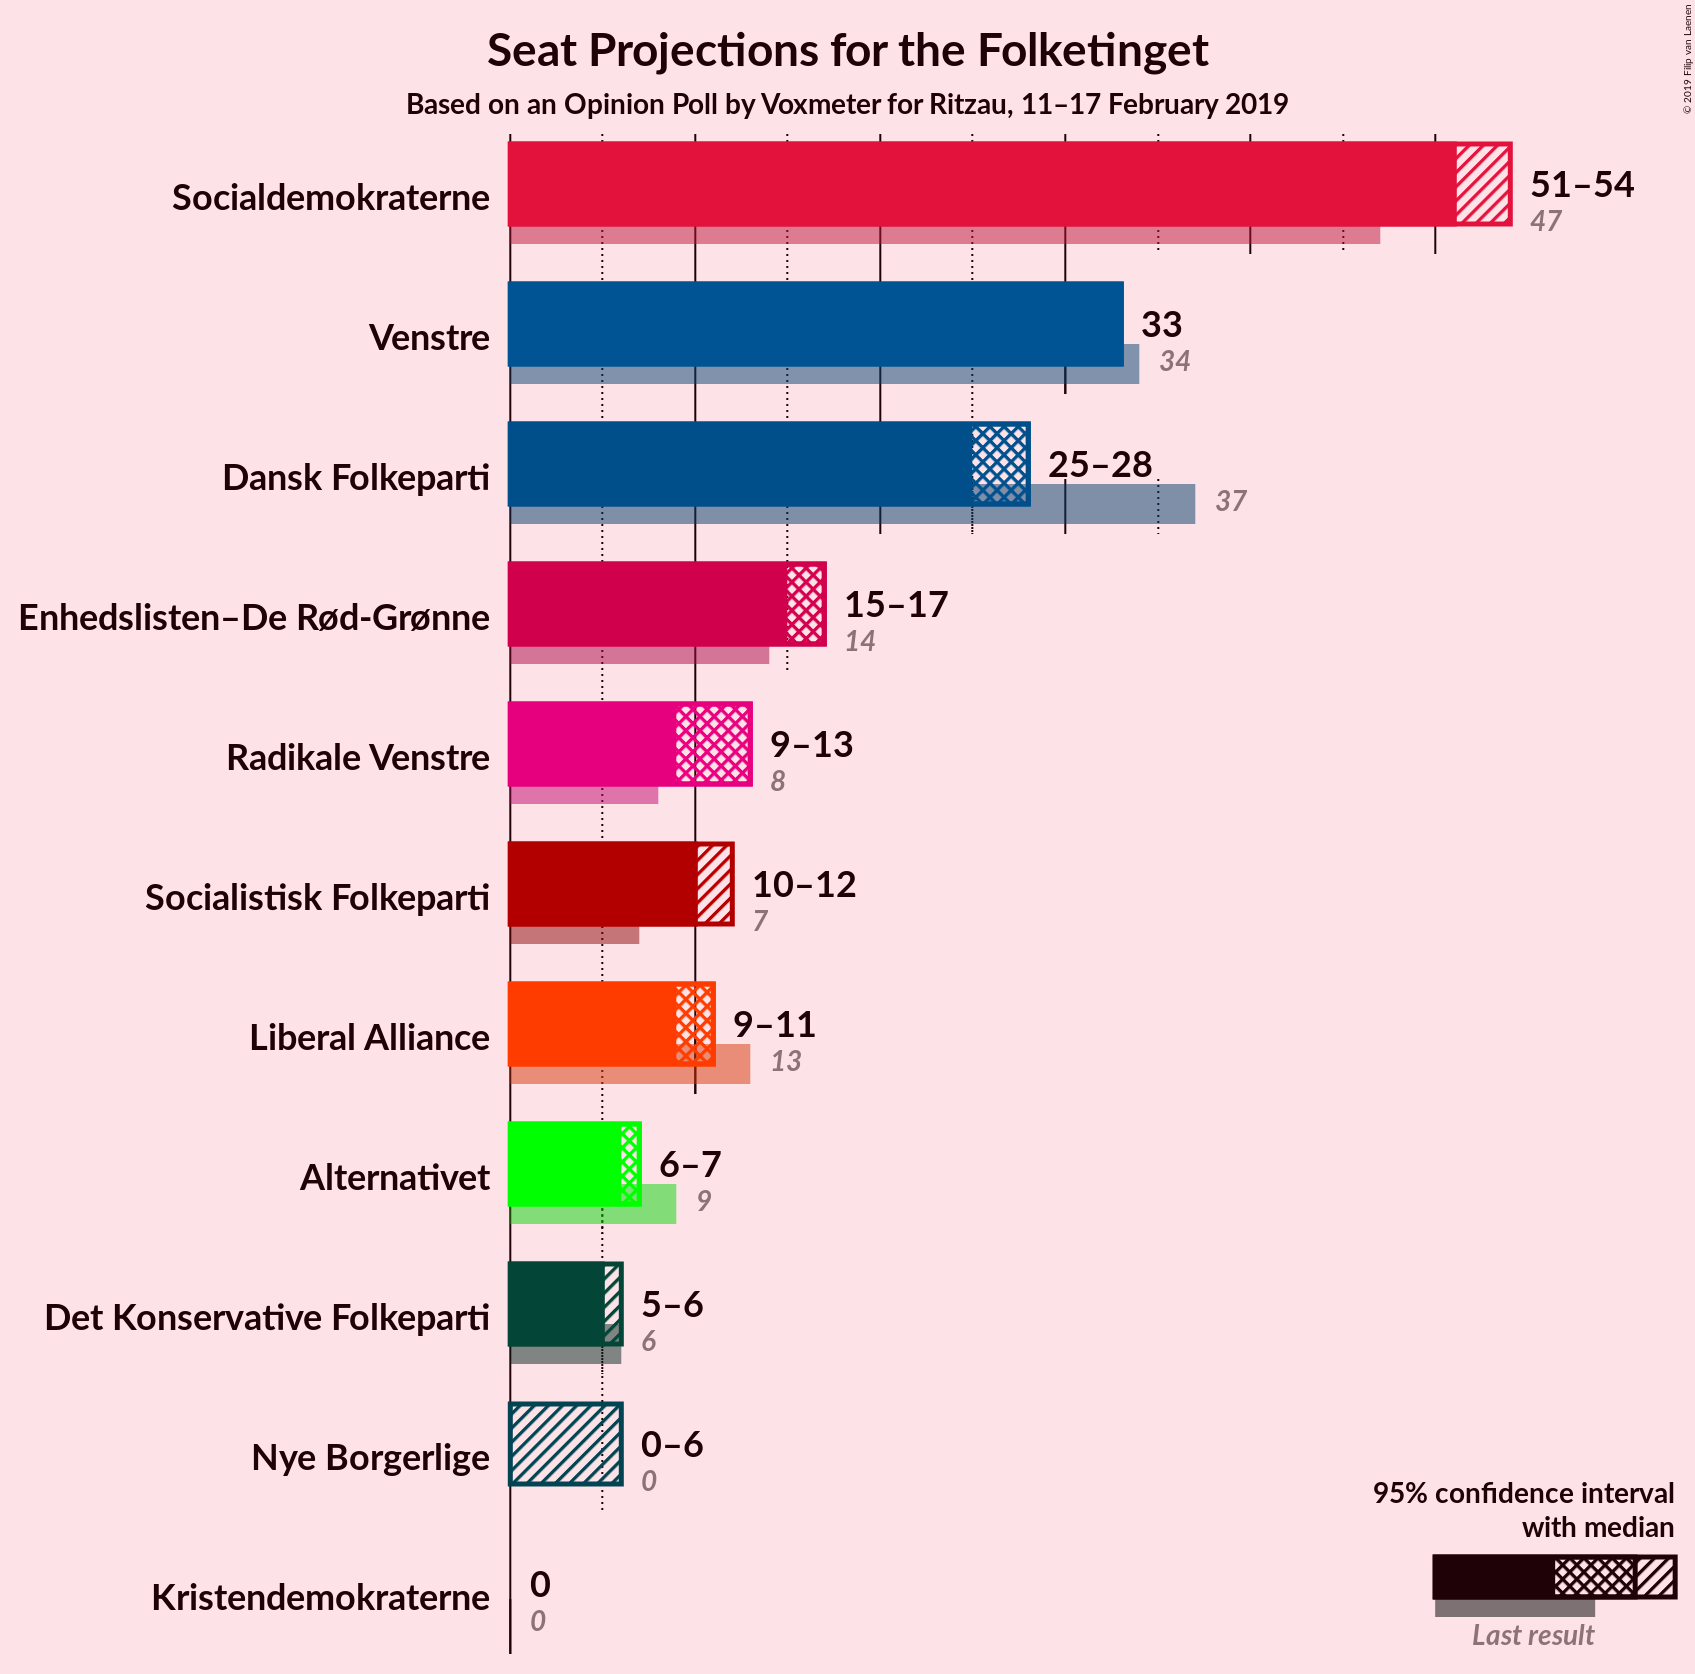 Seat Projections for the Folketinget
Based on an Opinion Poll by Voxmeter for Ritzau, 11–17 February 2019
© 2019 Filip van Laenen
Socialdemokraterne
51–54
47
Venstre
33
34
Dansk Folkeparti
25–28
37
Enhedslisten–De Rød-Grønne
15–17
14
Radikale Venstre
9–13
8
Socialistisk Folkeparti
10–12
7
Liberal Alliance
9–11
13
Alternativet
6–7
9
Det Konservative Folkeparti
5–6
6
Nye Borgerlige
0–6
0
Kristendemokraterne
0
0
95% confidence interval
with median
Last result